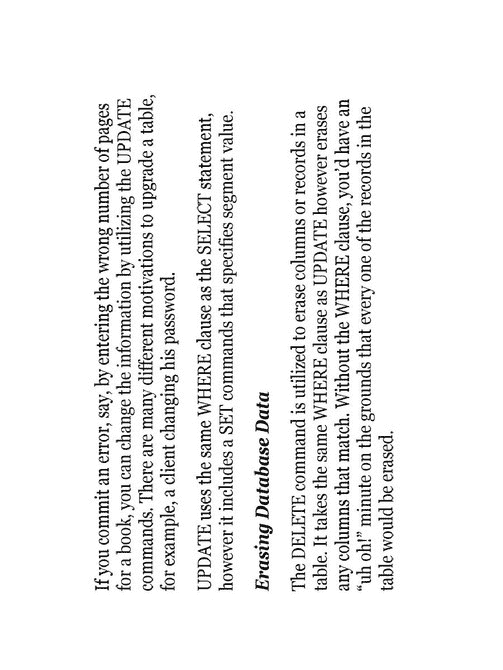 If you commit an error, say, by entering the wrong number of pages
for a book, you can change the information by utilizing the UPDATE
commands. There are many different motivations to upgrade a table,
for example, a client changing his password.
UPDATE uses the same WHERE clause as the SELECT statement,
however it includes a SET commands that specifies segment value.
Erasing Database Data
The DELETE command is utilized to erase columns or records in a
table. It takes the same WHERE clause as UPDATE however erases
any columns that match. Without the WHERE clause, you'd have an
“uh oh!” minute on the grounds that every one of the records in the
table would be erased.